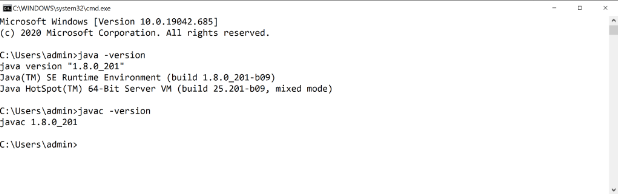 C:\WINDOWS\system32\cmd.exe
Microsoft Windows [Version 10.0.19042.685]
(c) 2020 Microsoft Corporation. All rights reserved.
C:\Users\admin>java -version
java version "1.8.0_201"
Java(TM) SE Runtime Environment (build 1.8.0_201-b09)
Java HotSpot(TM) 64-Bit Server VM (build 25.201-b09, mixed mode)
C:\Users\admin>javac -version
javac 1.8.0_201
C:\Users\admin>